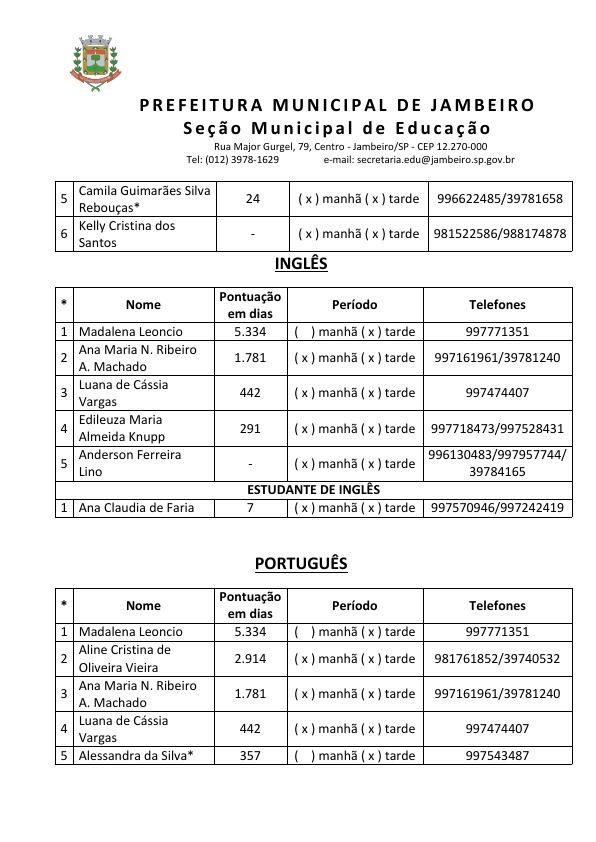 PREFEITURA MUNICIPAL DE JAMBEIRO
Seção Municipal de Educação
Rua Major Gurgel, 79, Centro - Jambeiro/SP - CEP 12.270-000
Tel: (012) 3978-1629 e-mail: secretaria.edu@jambeiro.sp.gov.br
5 Camila Guimarães Silva Rebouças* 24 ( x ) manhã ( x ) tarde 996622485/39781658
6 Kelly Cristina dos Santos - ( x ) manhã ( x ) tarde 981522586/988174878
INGLÊS
* Nome Pontuação em dias Período Telefones
1 Madalena Leoncio 5.334 ( ) manhã ( x ) tarde 997771351
2 Ana Maria N. Ribeiro A. Machado 1.781 ( x ) manhã ( x ) tarde 997161961/39781240
3 Luana de Cássia Vargas 442 ( x ) manhã ( x ) tarde 997474407
4 Edileuza Maria Almeida Knupp 291 ( x ) manhã ( x ) tarde 997718473/997528431
5 Anderson Ferreira Lino - ( x ) manhã ( x ) tarde 996130483/997957744/ 39784165
ESTUDANTE DE INGLÊS
1 Ana Claudia de Faria 7 ( x ) manhã ( x ) tarde 997570946/997242419
PORTUGUÊS
* Nome Pontuação em dias Período Telefones
1 Madalena Leoncio 5.334 ( ) manhã ( x ) tarde 997771351
2 Aline Cristina de Oliveira Vieira 2.914 ( x ) manhã ( x ) tarde 981761852/39740532
3 Ana Maria N. Ribeiro A. Machado 1.781 ( x ) manhã ( x ) tarde 997161961/39781240
4 Luana de Cássia Vargas 442 ( x ) manhã ( x ) tarde 997474407
5 Alessandra da Silva* 357 ( ) manhã ( x ) tarde 997543487